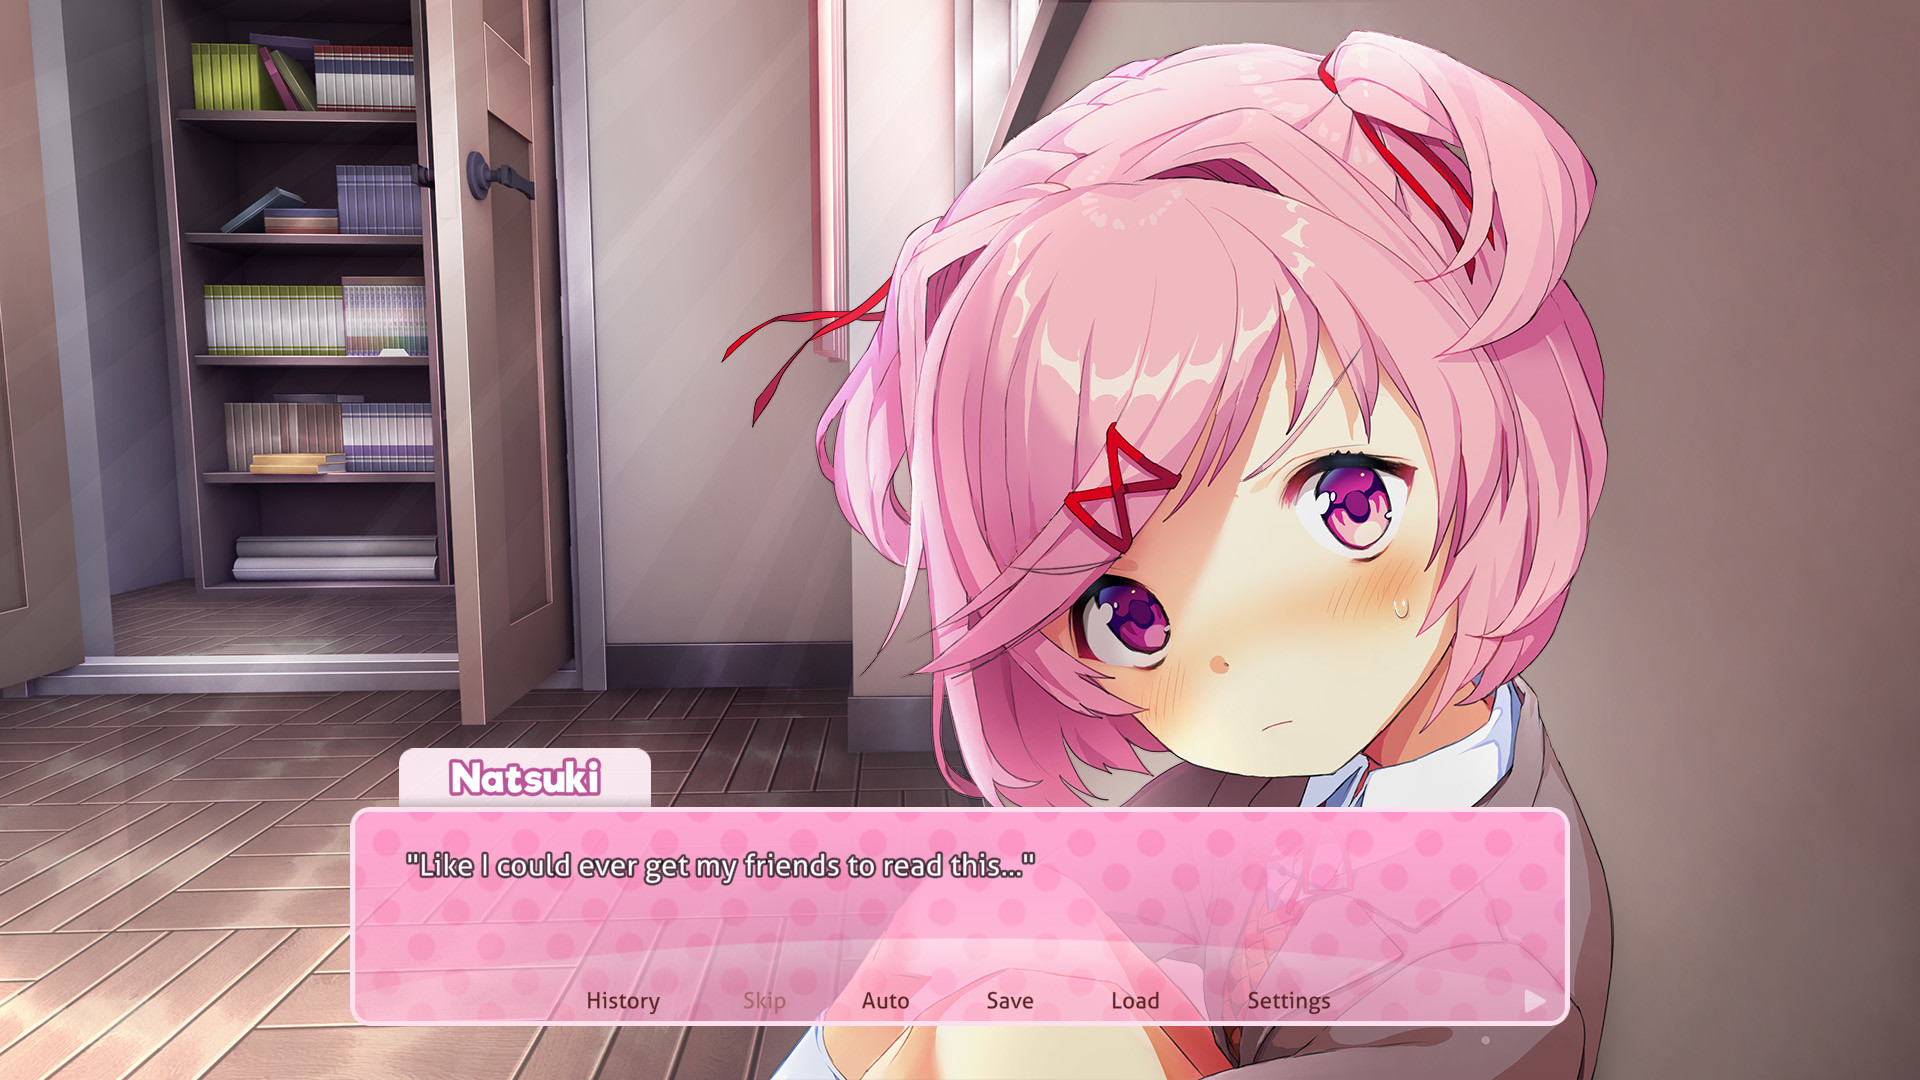 Natsuki
"Like I could ever get my friends to read this..."
History Skip Auto Save Load Settings